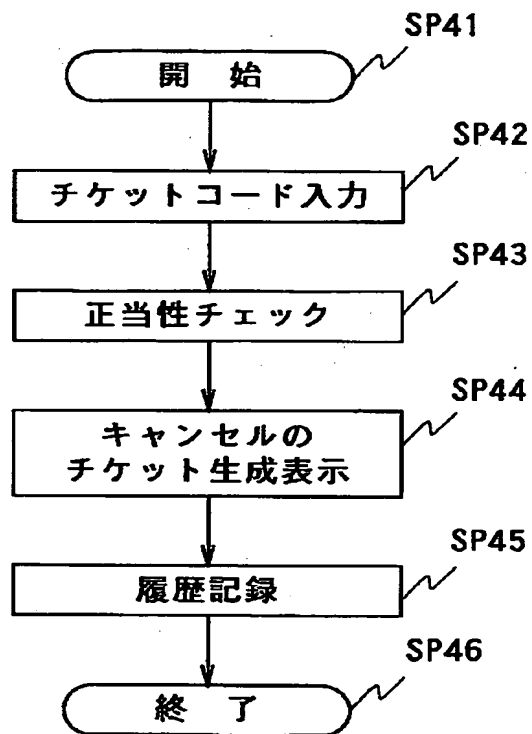 SP41
開 始
SP42
チケットコード入力
SP43
正当性チェック
SP44
キャンセルの
チケット生成表示
SP45
履歴記録
SP46
終 了